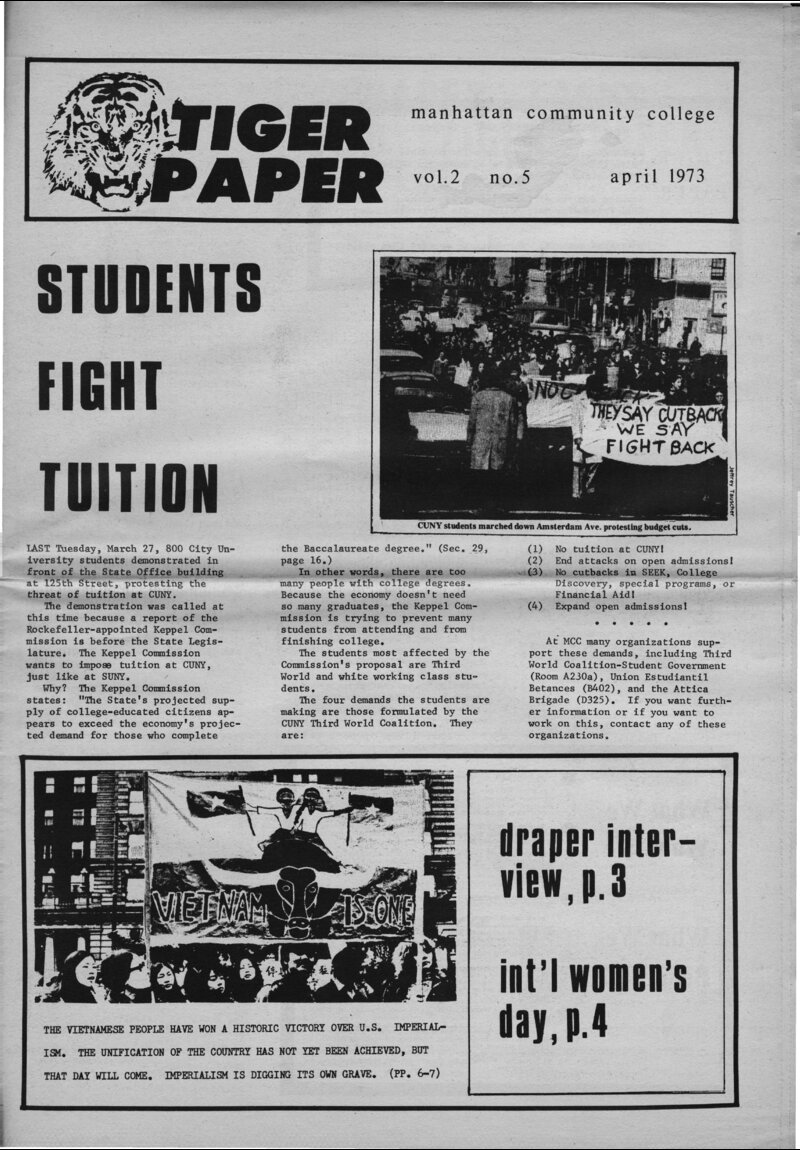 TIGER
PAPER
manhattan community college
vol.2 no.5 april 1973
STUDENTS
FIGHT
TUITION
THEY SAY CUTBACK
WE SAY
FIGHT BACK
Jeffrey Tauscher
CUNY students marched down Amsterdam Ave. protesting budget cuts.
LAST Tuesday, March 27, 800 City Un-
iversity students demonstrated in
front of the State Office building
at 125th Street, protesting the
threat of tuition at CUNY.
The demonstration was called at
this time because a report of the
Rockefeller-appointed Keppel Com-
mission is before the State Legis-
lature. The Keppel Commission
wants to impose tuition at CUNY,
just like at SUNY.
Why? The Keppel Commission
states: "The State's projected sup-
ply of college-educated citizens ap-
pears to exceed the economy's projec-
ted demand for those who complete
the Baccalaureate degree." (Sec. 29,
page 16.)
In other words, there are too
many people with college degrees.
Because the economy doesn't need
so many graduates, the Keppel Com-
mission is trying to prevent many
students from attending and from
finishing college.
The students most affected by the
Commission's proposal are Third
World and white working class stu-
dents.
The four demands the students are
making are those formulated by the
CUNY Third World Coalition. They
are:
(1) No tuition at CUNY!
(2) End attacks on open admissions!
(3) No cutbacks in SEEK, College
Discovery, special programs, or
Financial Aid!
(4) Expand open admissions!
* * * * *
At MCC many organizations sup-
port these demands, including Third
World Coalition-Student Government
(Room A230a), Union Estudiantil
Betances (B402), and the Attica
Brigade (D325). If you want furth-
er information or if you want to
work on this, contact any of these
organizations.
VIETNAM IS ONE
THE VIETNAMESE PEOPLE HAVE WON A HISTORIC VICTORY OVER U.S. IMPERIAL-
ISM. THE UNIFICATION OF THE COUNTRY HAS NOT YET BEEN ACHIEVED, BUT
THAT DAY WILL COME. IMPERIALISM IS DIGGING ITS OWN GRAVE. (PP. 6-7)
draper inter-
view, p.3
int'l women's
day, p.4